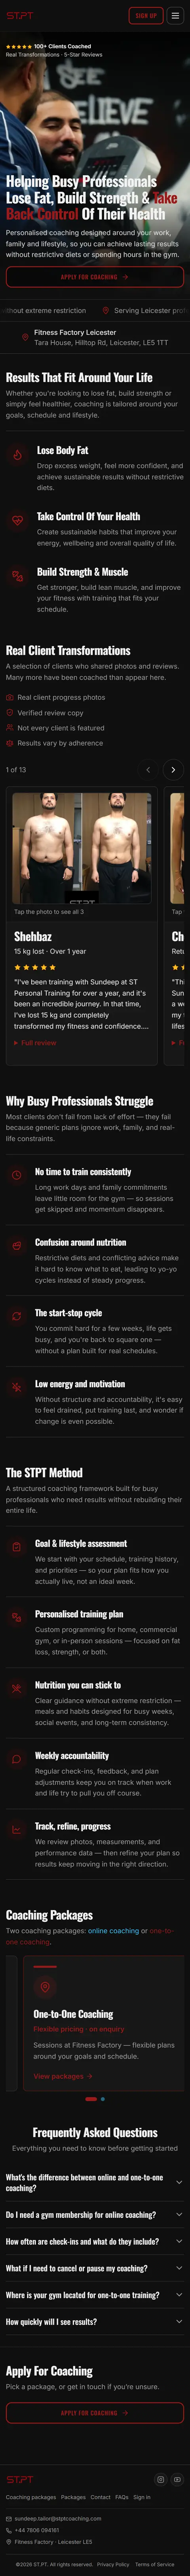 ST.PT
SIGN UP
★★★★★ 100+ Clients Coached
Real Transformations · 5-Star Reviews
Helping Busy Professionals
Lose Fat, Build Strength & Take
Back Control Of Their Health
Personalised coaching designed around your work,
family and lifestyle, so you can achieve lasting results
without restrictive diets or spending hours in the gym.
APPLY FOR COACHING →
without extreme restriction
Serving Leicester
Fitness Factory Leicester
Tara House, Hilltop Rd, Leicester, LE5 1TT
Results That Fit Around Your Life
Whether you're looking to lose fat, build strength or
simply feel healthier, coaching is tailored around your
goals, schedule and lifestyle.
Lose Body Fat
Drop excess weight, feel more confident, and
achieve sustainable results without restrictive
diets.
Take Control Of Your Health
Create sustainable habits that improve your
energy, wellbeing and overall quality of life.
Build Strength & Muscle
Get stronger, build lean muscle, and improve
your fitness with training that fits your
schedule.
Real Client Transformations
A selection of clients who shared photos and reviews.
Many more have been coached than appear here.
Real client progress photos
Verified review copy
Not every client is featured
Results vary by adherence
1 of 13
STPT
Tap the photo to see all 3
Tap
Shehbaz
15 kg lost · Over 1 year
★★★★★
"I've been training with Sundeep at ST
Personal Training for over a year, and it's
been an incredible journey. In that time,
I've lost 15 kg and completely
transformed my fitness and confidence....
▶ Full review
Why Busy Professionals Struggle
Most clients don't fail from lack of effort — they fail
because generic plans ignore work, family, and real-
life constraints.
No time to train consistently
Long work days and family commitments
leave little room for the gym — so sessions
get skipped and momentum disappears.
Confusion around nutrition
Restrictive diets and conflicting advice make
it hard to know what to eat, leading to yo-yo
cycles instead of steady progress.
The start-stop cycle
You commit hard for a few weeks, life gets
busy, and you're back to square one —
without a plan built for real schedules.
Low energy and motivation
Without structure and accountability, it's easy
to feel drained, put training last, and wonder if
change is even possible.
The STPT Method
A structured coaching framework built for busy
professionals who need results without rebuilding their
entire life.
Goal & lifestyle assessment
We start with your schedule, training history,
and priorities — so your plan fits how you
actually live, not an ideal week.
Personalised training plan
Custom programming for home, commercial
gym, or in-person sessions — focused on fat
loss, strength, or both.
Nutrition you can stick to
Clear guidance without extreme restriction —
meals and habits designed for busy weeks,
social events, and long-term consistency.
Weekly accountability
Regular check-ins, feedback, and plan
adjustments keep you on track when work
and life try to pull you off course.
Track, refine, progress
We review photos, measurements, and
performance data — then refine your plan so
results keep moving in the right direction.
Coaching Packages
Two coaching packages: online coaching or one-to-
one coaching.
One-to-One Coaching
Flexible pricing · on enquiry
Sessions at Fitness Factory — flexible plans
around your goals and schedule.
View packages →
Frequently Asked Questions
Everything you need to know before getting started
What's the difference between online and one-to-one
coaching?
Do I need a gym membership for online coaching?
How often are check-ins and what do they include?
What if I need to cancel or pause my coaching?
Where is your gym located for one-to-one training?
How quickly will I see results?
Apply For Coaching
Pick a package, or get in touch if you're unsure.
APPLY FOR COACHING →
ST.PT
Coaching packages Packages Contact FAQs Sign in
sundeep.tailor@stptcoaching.com
+44 7806 094161
Fitness Factory · Leicester LE5
©2026 ST.PT. All rights reserved. Privacy Policy Terms of Service